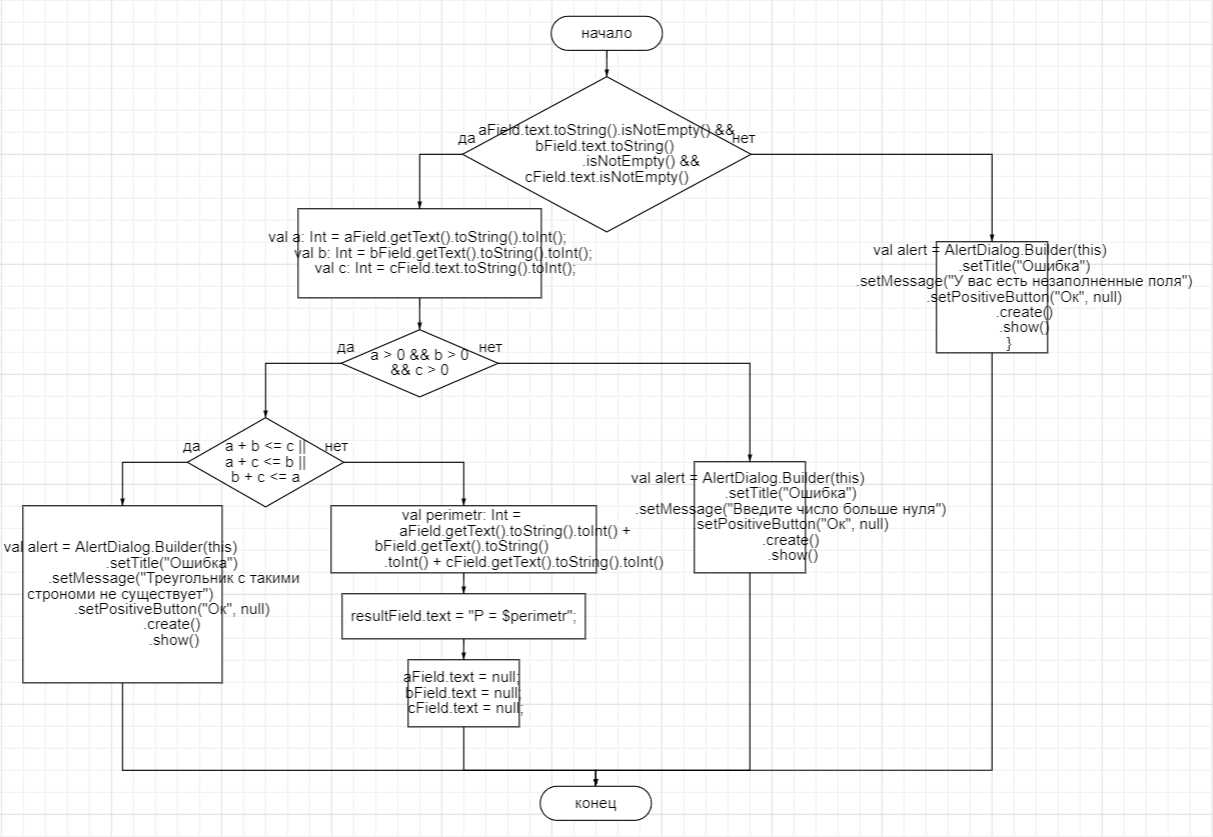 начало
aField.text.toString().isNotEmpty() &&
bField.text.toString()
.isNotEmpty() &&
cField.text.isNotEmpty()
да
нет
val a: Int = aField.getText().toString().toInt();
val b: Int = bField.getText().toString().toInt();
val c: Int = cField.text.toString().toInt();
val alert = AlertDialog.Builder(this)
.setTitle("Ошибка")
.setMessage("У вас есть незаполненные поля")
.setPositiveButton("Ок", null)
.create()
.show()
}
да
нет
a > 0 && b > 0
&& c > 0
да
нет
a + b <= c ||
a + c <= b ||
b + c <= a
val alert = AlertDialog.Builder(this)
.setTitle("Ошибка")
.setMessage("Введите число больше нуля")
setPositiveButton("Ок", null)
.create()
.show()
val perimetr: Int =
aField.getText().toString().toInt() +
bField.getText().toString()
.toInt() + cField.getText().toString().toInt()
val alert = AlertDialog.Builder(this)
.setTitle("Ошибка")
.setMessage("Треугольник с такими
строноми не существует")
.setPositiveButton("Ок", null)
.create()
.show()
resultField.text = "P = $perimetr";
aField.text = null;
bField.text = null;
cField.text = null;
конец